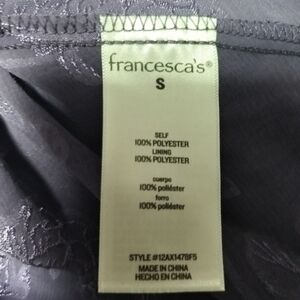 francesca's®
S
SELF
100% POLYESTER
LINING
100% POLYESTER
cuerpo
100% poliéster
forro
100% poliéster
STYLE #12AX1478F5
MADE IN CHINA
HECHO EN CHINA